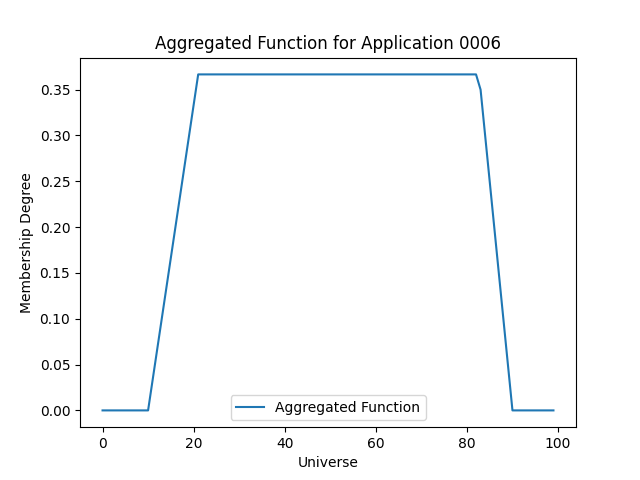 Aggregated Function for Application 0006
Membership Degree
0.35
0.30
0.25
0.20
0.15
0.10
0.05
0.00
Aggregated Function
0 20 40 60 80 100
Universe